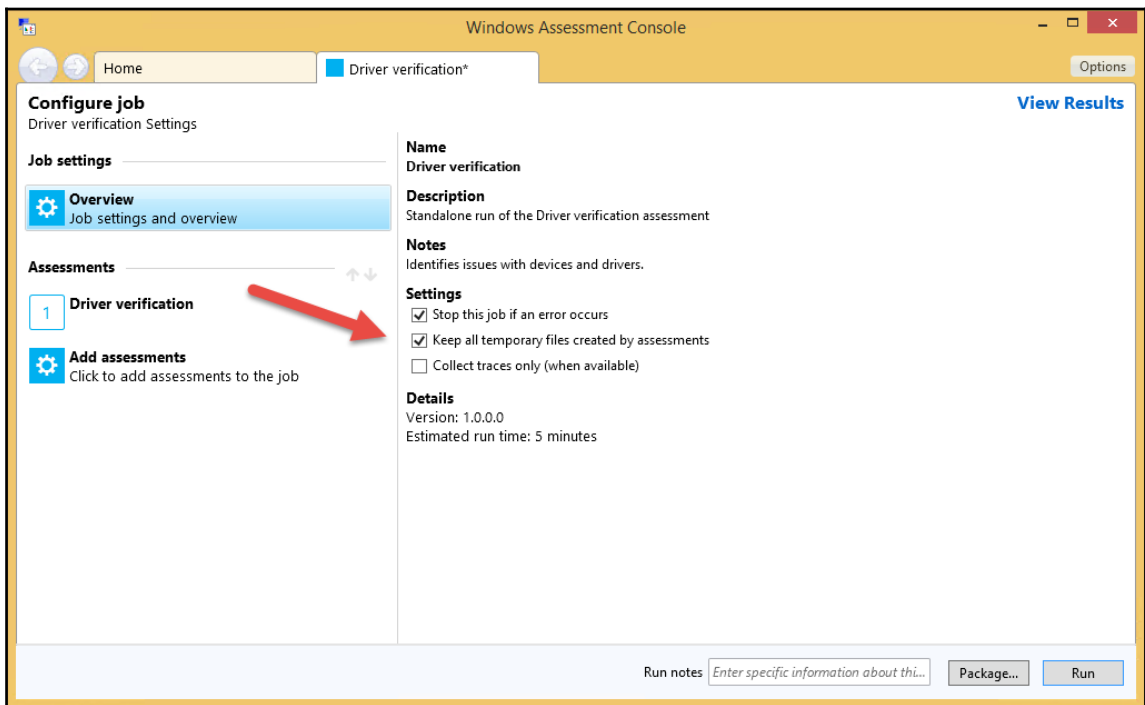 Windows Assessment Console
Home
Driver verification*
Options
Configure job
Driver verification Settings
View Results
Job settings
Overview
Job settings and overview
Assessments
1
Driver verification
Add assessments
Click to add assessments to the job
Name
Driver verification
Description
Standalone run of the Driver verification assessment
Notes
Identifies issues with devices and drivers.
Settings
Stop this job if an error occurs
Keep all temporary files created by assessments
Collect traces only (when available)
Details
Version: 1.0.0.0
Estimated run time: 5 minutes
Run notes
Enter specific information about thi...
Package...
Run